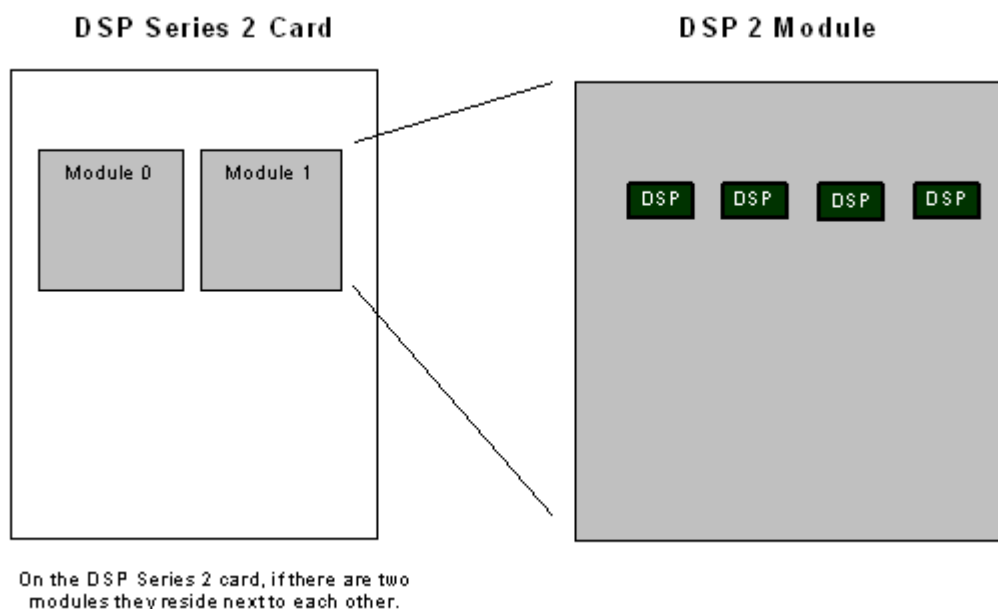 DSP Series 2 Card
DSP 2 Module
Module 0
Module 1
DSP
DSP
DSP
DSP
On the DSP Series 2 card, if there are two
modules they reside next to each other.